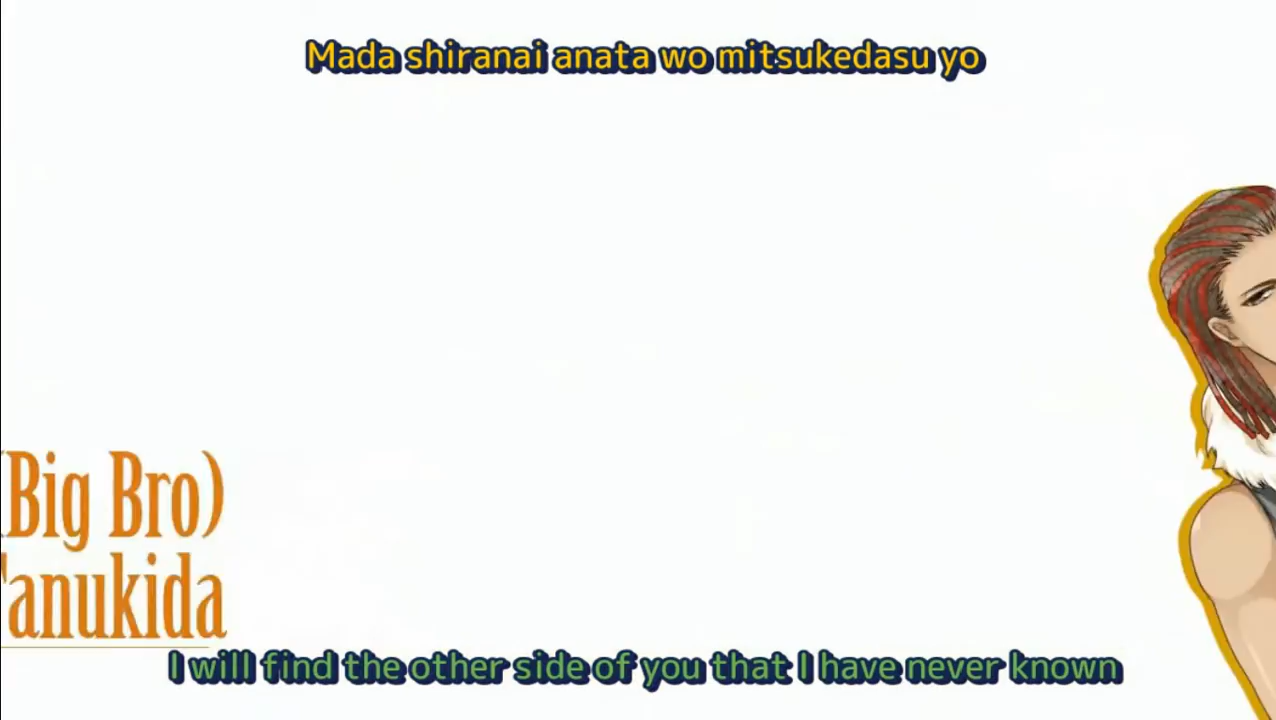 Mada shiranai anata wo mitsukedasu yo
(Big Bro)
Tanukida
I will find the other side of you that I have never known